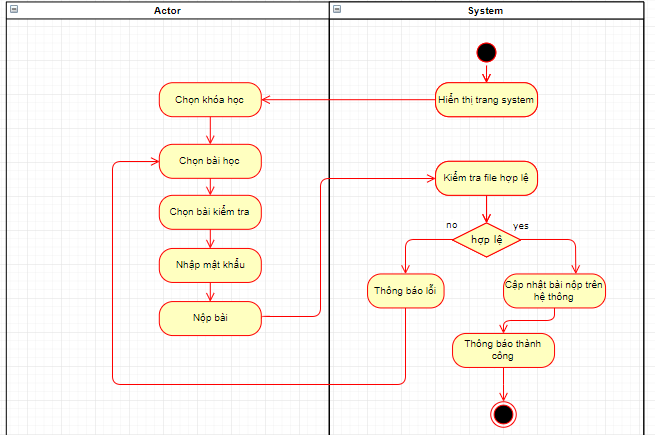 Actor
System
Hiển thị trang system
Chọn khóa học
Chọn bài học
Chọn bài kiểm tra
Nhập mật khẩu
Nộp bài
Kiểm tra file hợp lệ
hợp lệ
no
yes
Thông báo lỗi
Cập nhật bài nộp trên
hệ thống
Thông báo thành
công